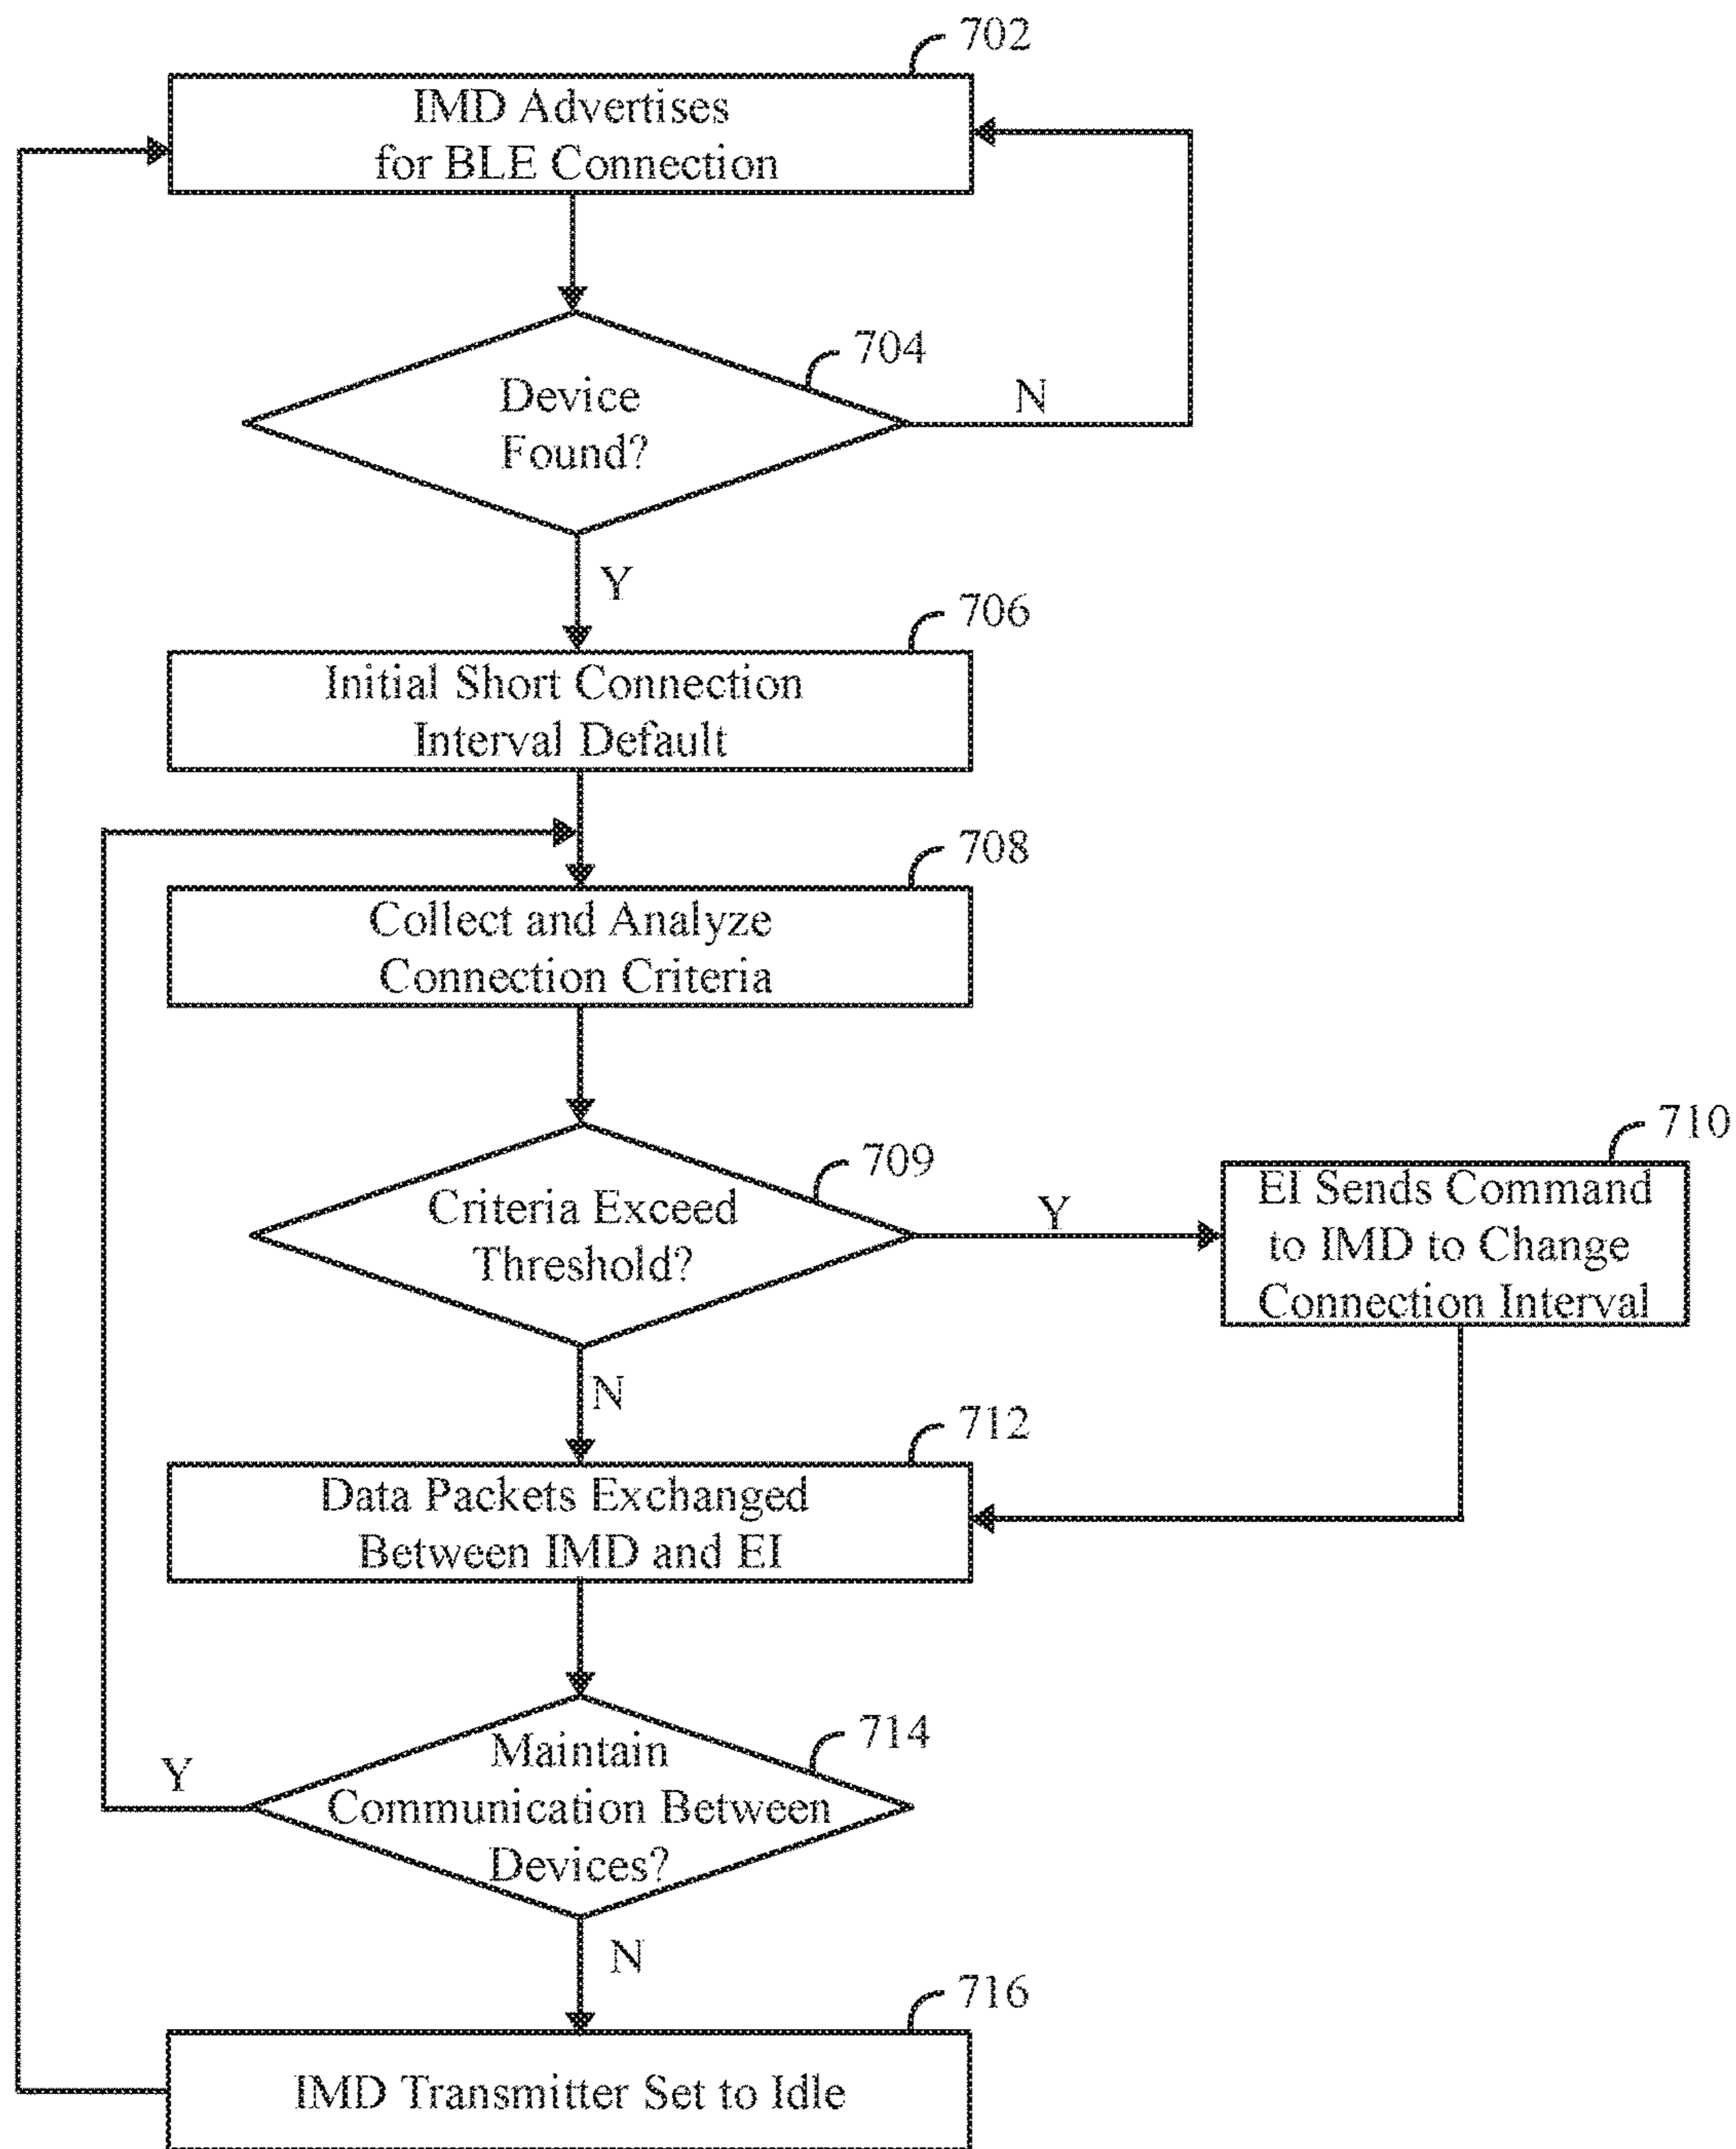 702
IMD Advertises
for BLE Connection
704
Device
Found?
N
Y
706
Initial Short Connection
Interval Default
708
Collect and Analyze
Connection Criteria
709
Criteria Exceed
Threshold?
Y
710
EI Sends Command
to IMD to Change
Connection Interval
N
712
Data Packets Exchanged
Between IMD and EI
714
Maintain
Communication Between
Devices?
Y
N
716
IMD Transmitter Set to Idle